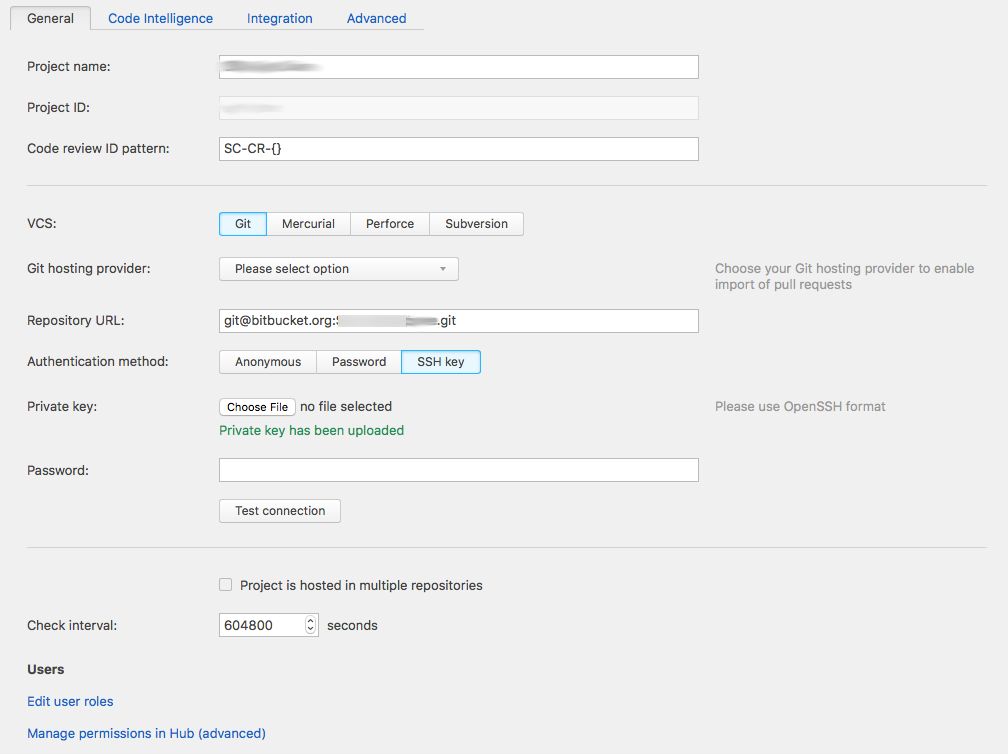 General Code Intelligence Integration Advanced
Project name:
Project ID:
Code review ID pattern: SC-CR-{}
VCS: Git Mercurial Perforce Subversion
Git hosting provider: Please select option Choose your Git hosting provider to enable
import of pull requests
Repository URL: git@bitbucket.org: .git
Authentication method: Anonymous Password SSH key
Private key: Choose File no file selected Please use OpenSSH format
Private key has been uploaded
Password:
Test connection
Project is hosted in multiple repositories
Check interval: 604800 seconds
Users
Edit user roles
Manage permissions in Hub (advanced)